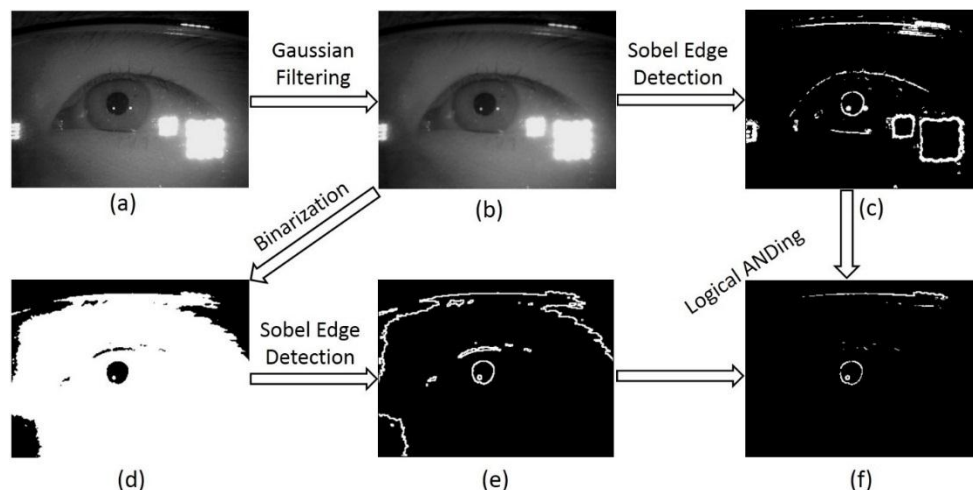 Gaussian
Filtering
Sobel Edge
Detection
(a)
(b)
(c)
Binarization
Logical ANDing
Sobel Edge
Detection
(d)
(e)
(f)